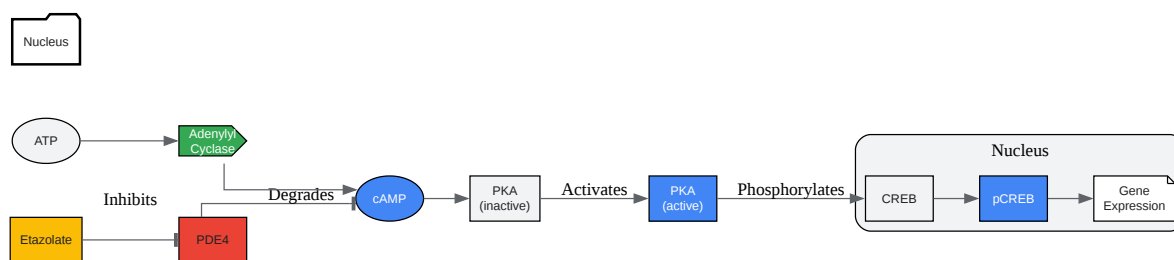 Nucleus
ATP
Adenylyl
Cyclase
Inhibits
Etazolate
PDE4
Degrades
cAMP
PKA
(inactive)
Activates
PKA
(active)
Phosphorylates
Nucleus
CREB
pCREB
Gene
Expression